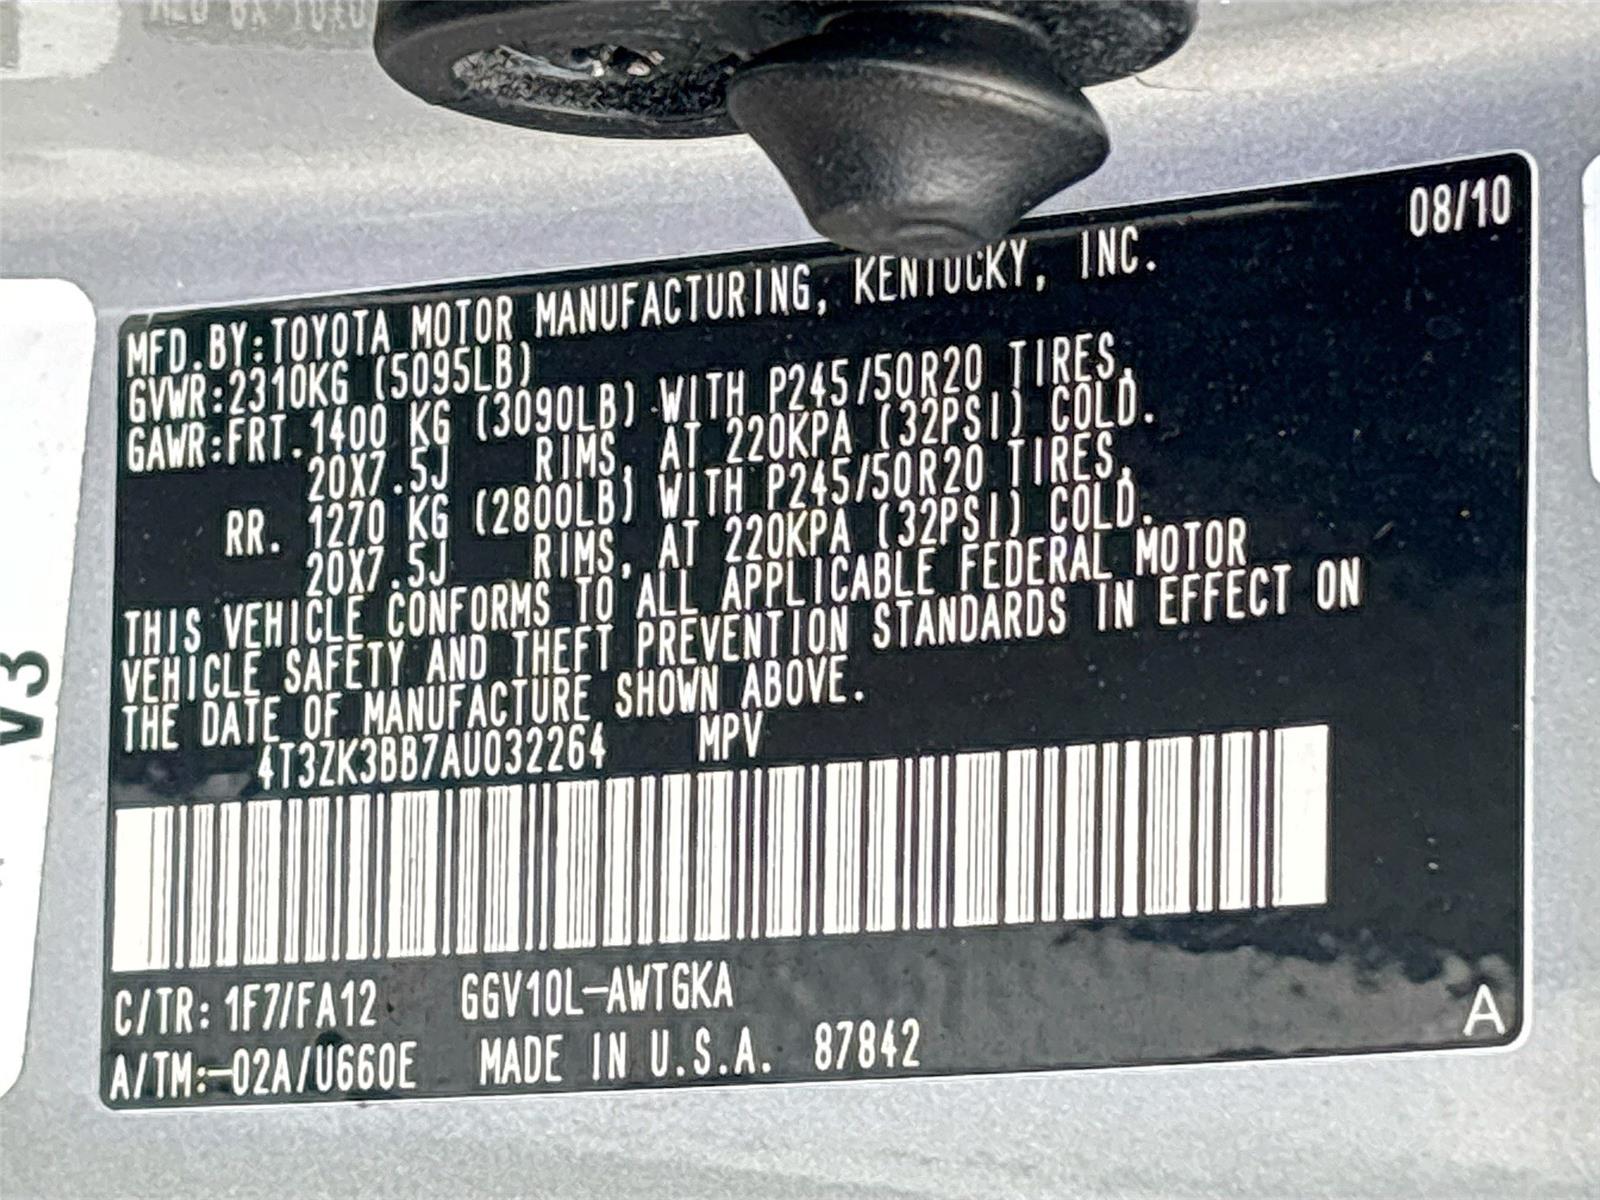 08/10
MFD.BY:TOYOTA MOTOR MANUFACTURING, KENTUCKY, INC.
GVWR:2310KG (5095LB)
GAWR:FRT.1400 KG (3090LB) WITH P245/50R20 TIRES,
20X7.5J RIMS, AT 220KPA (32PSI) COLD.
RR. 1270 KG (2800LB) WITH P245/50R20 TIRES,
20X7.5J RIMS, AT 220KPA (32PSI) COLD.
THIS VEHICLE CONFORMS TO ALL APPLICABLE FEDERAL MOTOR
VEHICLE SAFETY AND THEFT PREVENTION STANDARDS IN EFFECT ON
THE DATE OF MANUFACTURE SHOWN ABOVE.
4T3ZK3BB7AU032264 MPV
C/TR: 1F7/FA12 GGV10L-AWTGKA
A/TM:-02A/U660E MADE IN U.S.A. 87842
A
V3